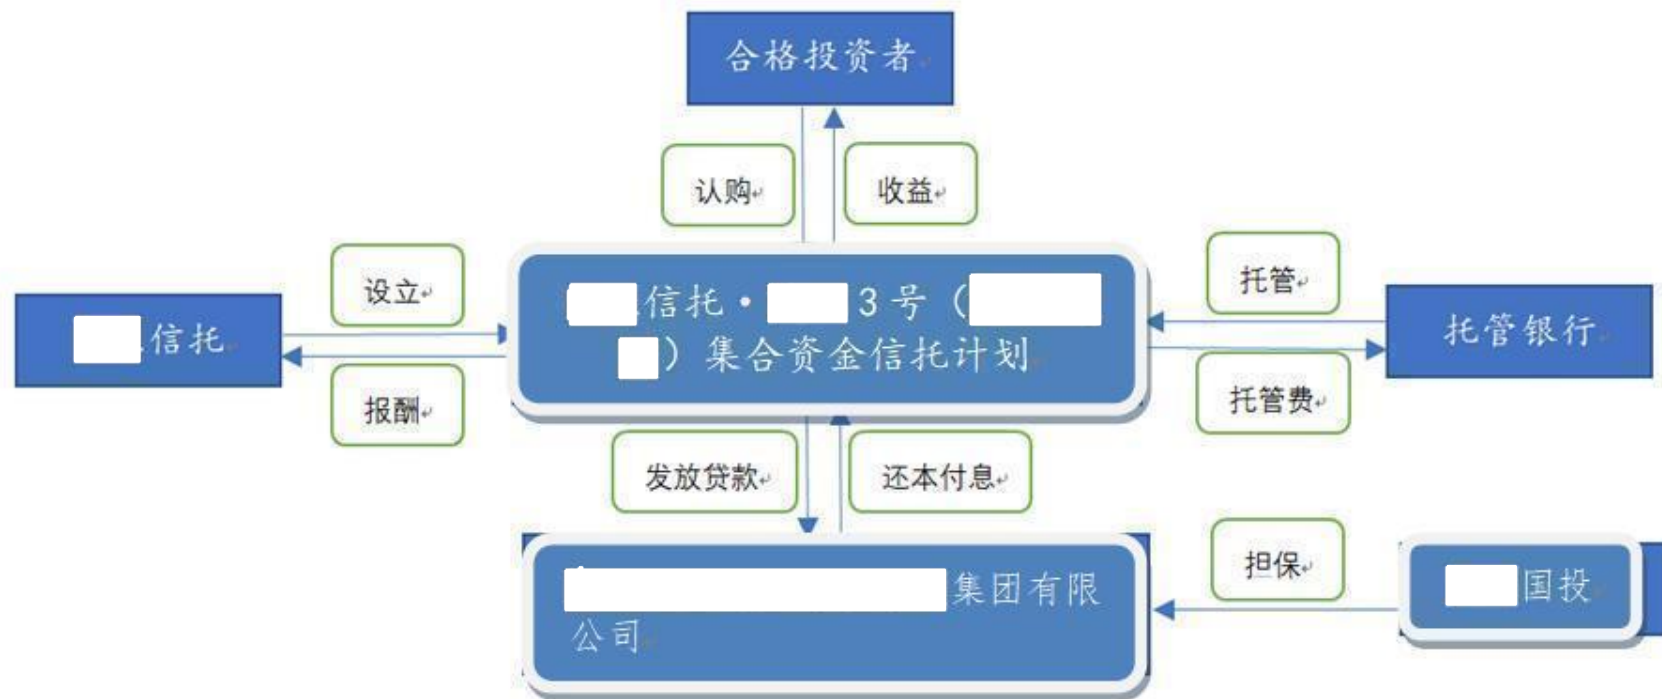 合格投资者
认购
收益
设立
托管
信托·
3号（
信托
托管银行
）集合资金信托计划
报酬
托管费
发放贷款
还本付息
担保
集团有限
公司
国投